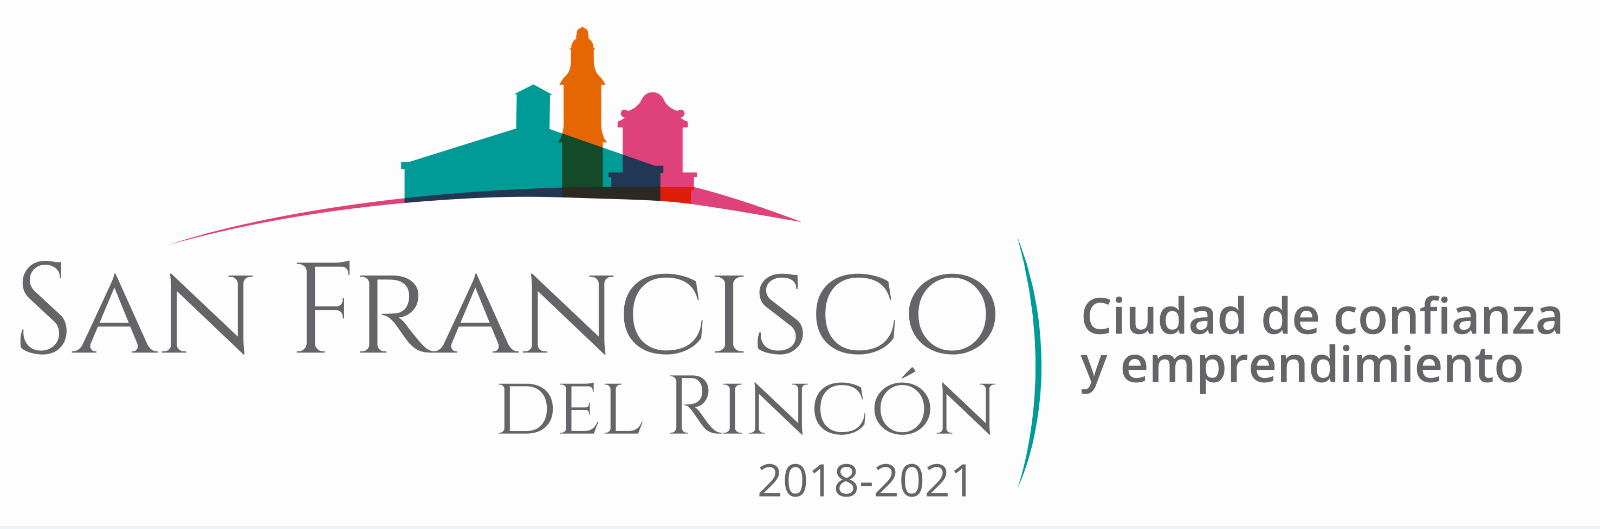 San Francisco
del Rincón
2018-2021
Ciudad de confianza
y emprendimiento